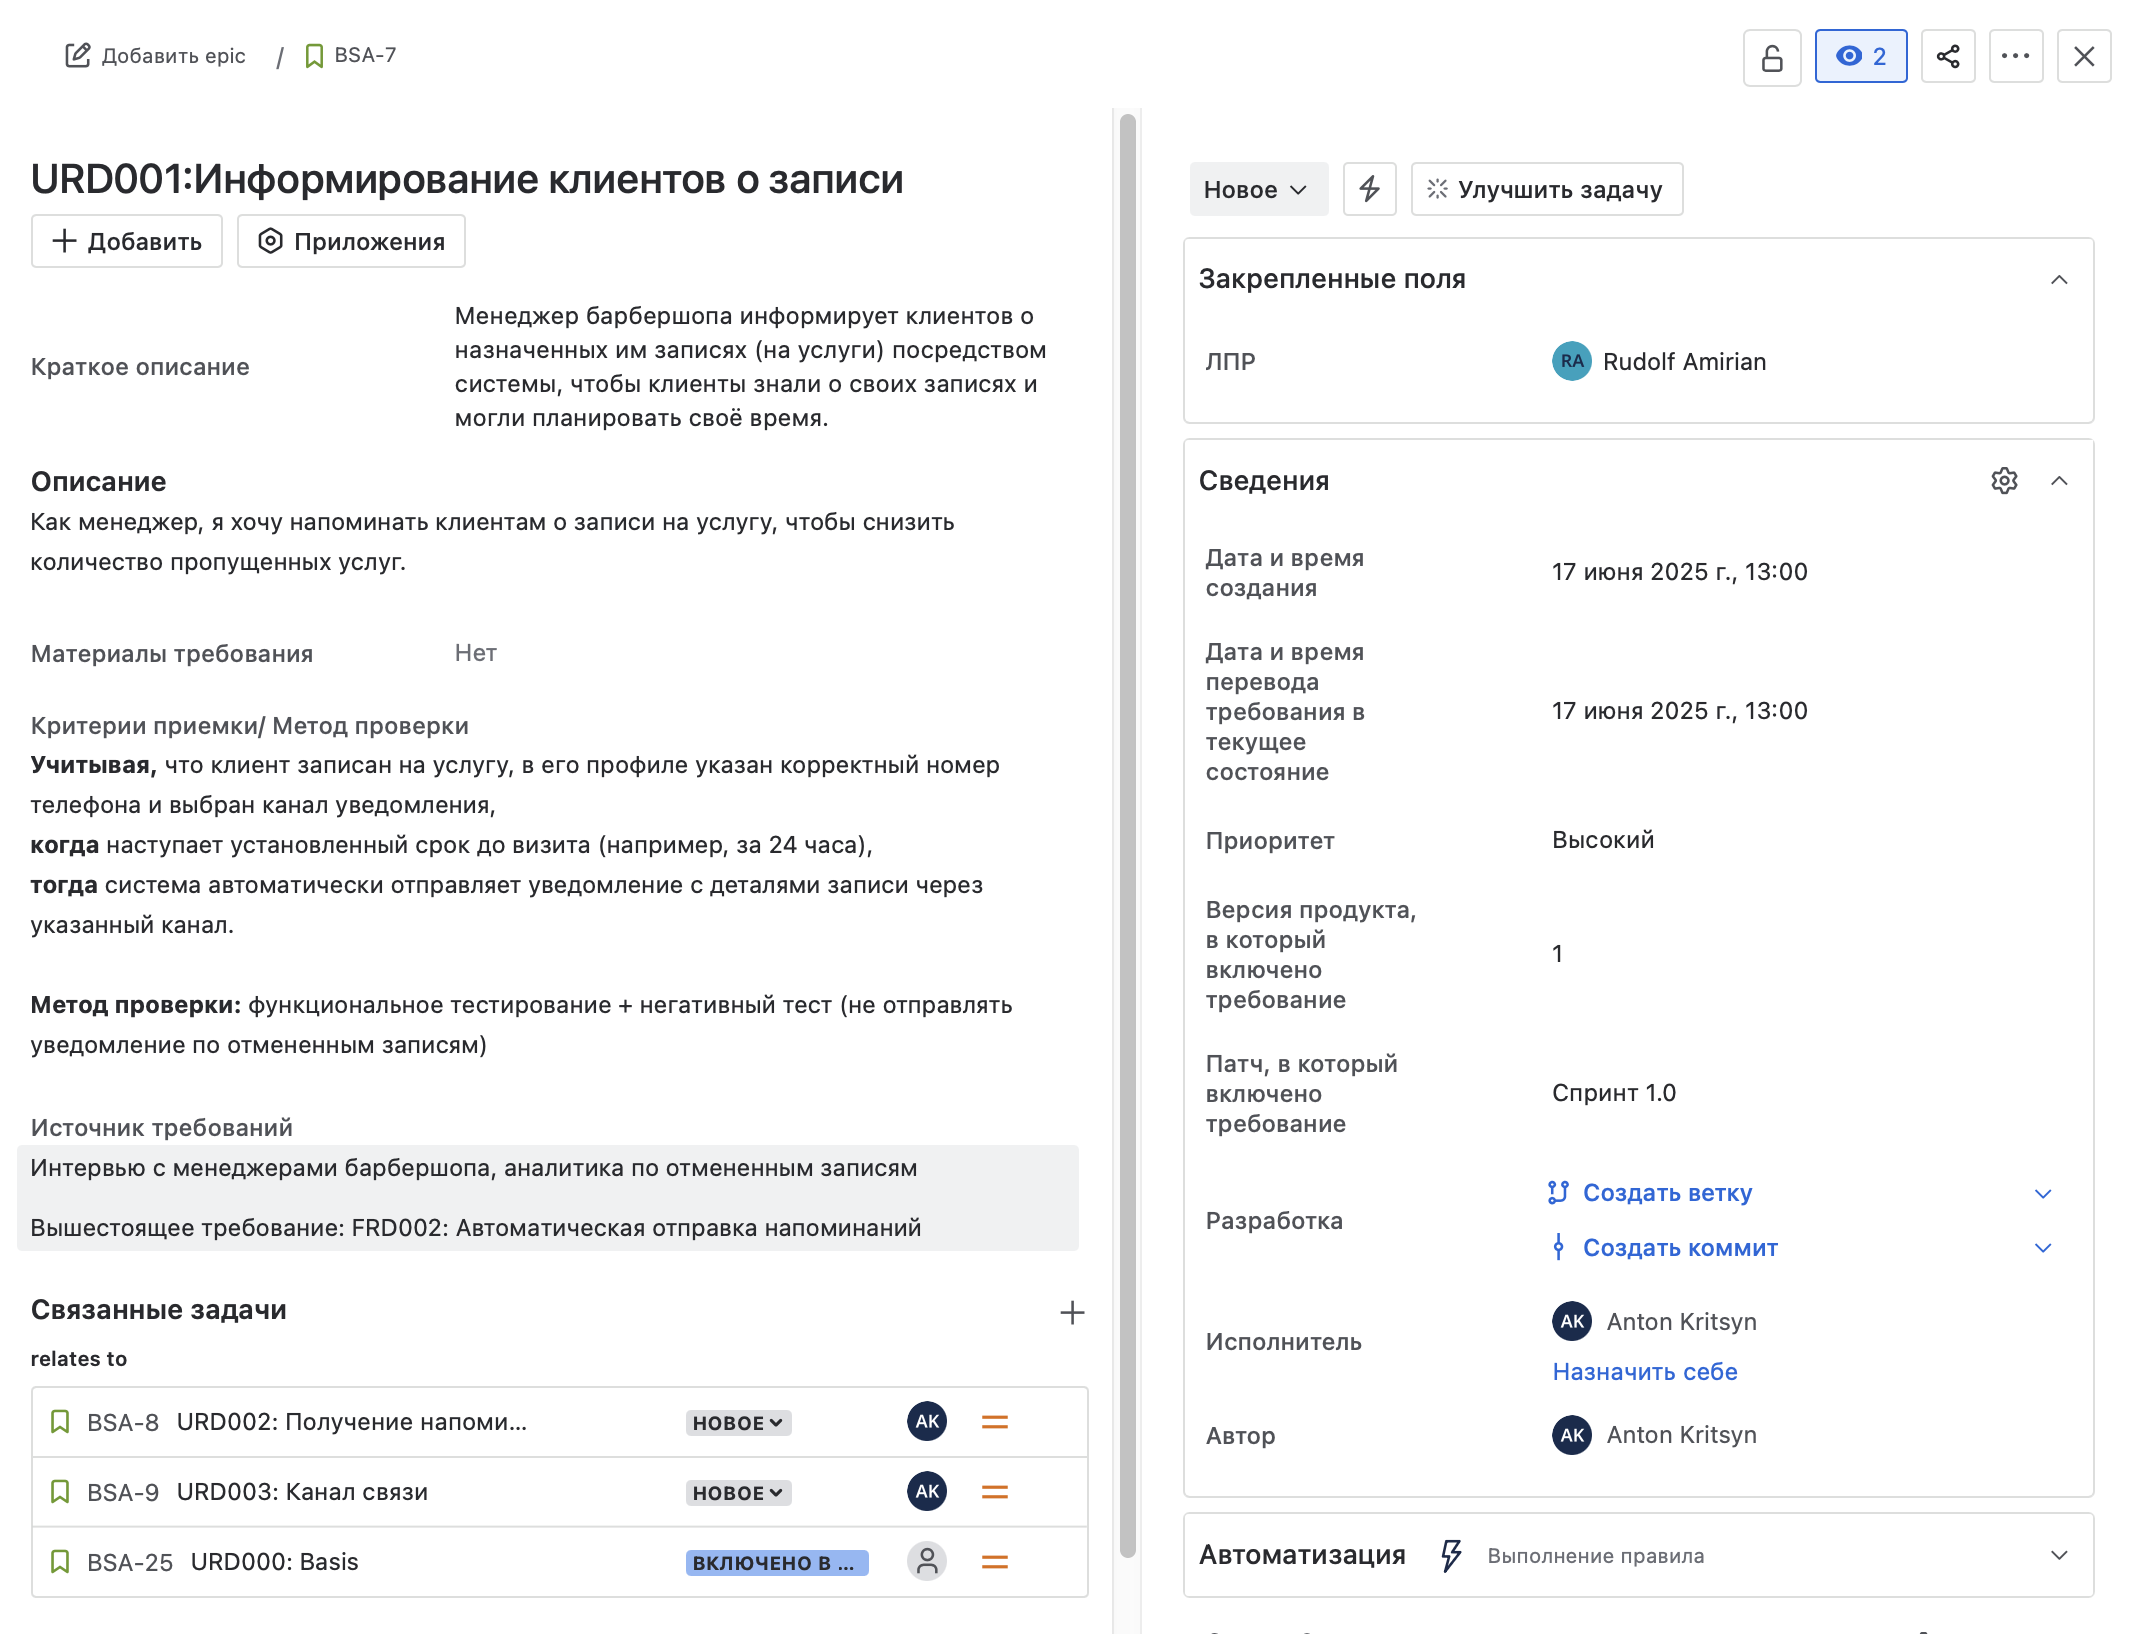 Добавить epic / BSA-7
2
URD001:Информирование клиентов о записи
Добавить
Приложения
Краткое описание
Менеджер барбершопа информирует клиентов о
назначенных им записях (на услуги) посредством
системы, чтобы клиенты знали о своих записях и
могли планировать своё время.
Описание
Как менеджер, я хочу напоминать клиентам о записи на услугу, чтобы снизить
количество пропущенных услуг.
Материалы требования
Нет
Критерии приемки/ Метод проверки
Учитывая, что клиент записан на услугу, в его профиле указан корректный номер
телефона и выбран канал уведомления,
когда наступает установленный срок до визита (например, за 24 часа),
тогда система автоматически отправляет уведомление с деталями записи через
указанный канал.
Метод проверки: функциональное тестирование + негативный тест (не отправлять
уведомление по отмененным записям)
Источник требований
Интервью с менеджерами барбершопа, аналитика по отмененным записям
Вышестоящее требование: FRD002: Автоматическая отправка напоминаний
Связанные задачи
relates to
BSA-8 URD002: Получение напоми... НОВОЕ AK
BSA-9 URD003: Канал связи НОВОЕ AK
BSA-25 URD000: Basis ВКЛЮЧЕНО В ...
Новое
Улучшить задачу
Закрепленные поля
ЛПР
RA Rudolf Amirian
Сведения
Дата и время
создания
17 июня 2025 г., 13:00
Дата и время
перевода
требования в
текущее
состояние
17 июня 2025 г., 13:00
Приоритет
Высокий
Версия продукта,
в который
включено
требование
1
Патч, в который
включено
требование
Спринт 1.0
Разработка
Создать ветку
Создать коммит
Исполнитель
AK Anton Kritsyn
Назначить себе
Автор
AK Anton Kritsyn
Автоматизация
Выполнение правила